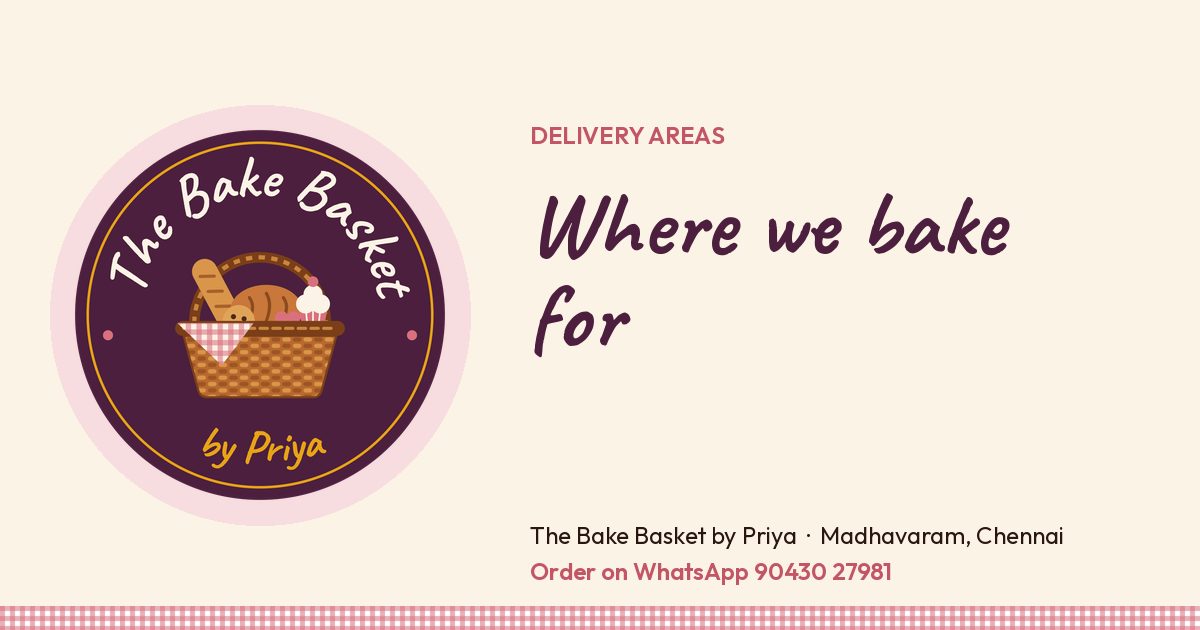 The Bake Basket
by Priya
DELIVERY AREAS
Where we bake
for
The Bake Basket by Priya · Madhavaram, Chennai
Order on WhatsApp 90430 27981